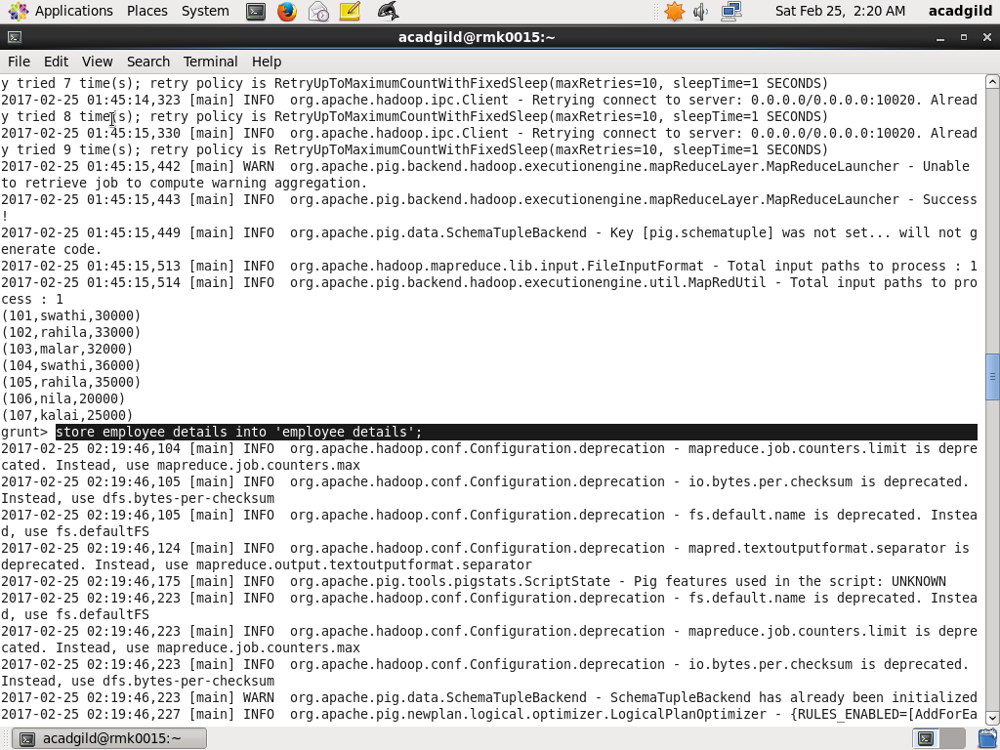 Applications Places System Sat Feb 25, 2:20 AM acadgild
acadgild@rmk0015:~
File Edit View Search Terminal Help
y tried 7 time(s); retry policy is RetryUpToMaximumCountWithFixedSleep(maxRetries=10, sleepTime=1 SECONDS)
2017-02-25 01:45:14,323 [main] INFO  org.apache.hadoop.ipc.Client - Retrying connect to server: 0.0.0.0/0.0.0.0:10020. Alread
y tried 8 time(s); retry policy is RetryUpToMaximumCountWithFixedSleep(maxRetries=10, sleepTime=1 SECONDS)
2017-02-25 01:45:15,330 [main] INFO  org.apache.hadoop.ipc.Client - Retrying connect to server: 0.0.0.0/0.0.0.0:10020. Alread
y tried 9 time(s); retry policy is RetryUpToMaximumCountWithFixedSleep(maxRetries=10, sleepTime=1 SECONDS)
2017-02-25 01:45:15,442 [main] WARN  org.apache.pig.backend.hadoop.executionengine.mapReduceLayer.MapReduceLauncher - Unable
to retrieve job to compute warning aggregation.
2017-02-25 01:45:15,443 [main] INFO  org.apache.pig.backend.hadoop.executionengine.mapReduceLayer.MapReduceLauncher - Success
!
2017-02-25 01:45:15,449 [main] INFO  org.apache.pig.data.SchemaTupleBackend - Key [pig.schematuple] was not set... will not g
enerate code.
2017-02-25 01:45:15,513 [main] INFO  org.apache.hadoop.mapreduce.lib.input.FileInputFormat - Total input paths to process : 1
2017-02-25 01:45:15,514 [main] INFO  org.apache.pig.backend.hadoop.executionengine.util.MapRedUtil - Total input paths to pro
cess : 1
(101,swathi,30000)
(102,rahila,33000)
(103,malar,32000)
(104,swathi,36000)
(105,rahila,35000)
(106,nila,20000)
(107,kalai,25000)
grunt> store employee_details into 'employee_details';
2017-02-25 02:19:46,104 [main] INFO  org.apache.hadoop.conf.Configuration.deprecation - mapreduce.job.counters.limit is depre
cated. Instead, use mapreduce.job.counters.max
2017-02-25 02:19:46,105 [main] INFO  org.apache.hadoop.conf.Configuration.deprecation - io.bytes.per.checksum is deprecated.
Instead, use dfs.bytes-per-checksum
2017-02-25 02:19:46,105 [main] INFO  org.apache.hadoop.conf.Configuration.deprecation - fs.default.name is deprecated. Instea
d, use fs.defaultFS
2017-02-25 02:19:46,124 [main] INFO  org.apache.hadoop.conf.Configuration.deprecation - mapred.textoutputformat.separator is
deprecated. Instead, use mapreduce.output.textoutputformat.separator
2017-02-25 02:19:46,175 [main] INFO  org.apache.pig.tools.pigstats.ScriptState - Pig features used in the script: UNKNOWN
2017-02-25 02:19:46,223 [main] INFO  org.apache.hadoop.conf.Configuration.deprecation - fs.default.name is deprecated. Instea
d, use fs.defaultFS
2017-02-25 02:19:46,223 [main] INFO  org.apache.hadoop.conf.Configuration.deprecation - mapreduce.job.counters.limit is depre
cated. Instead, use mapreduce.job.counters.max
2017-02-25 02:19:46,223 [main] INFO  org.apache.hadoop.conf.Configuration.deprecation - io.bytes.per.checksum is deprecated.
Instead, use dfs.bytes-per-checksum
2017-02-25 02:19:46,223 [main] WARN  org.apache.pig.data.SchemaTupleBackend - SchemaTupleBackend has already been initialized
2017-02-25 02:19:46,227 [main] INFO  org.apache.pig.newplan.logical.optimizer.LogicalPlanOptimizer - {RULES_ENABLED=[AddForEa
acadgild@rmk0015:~